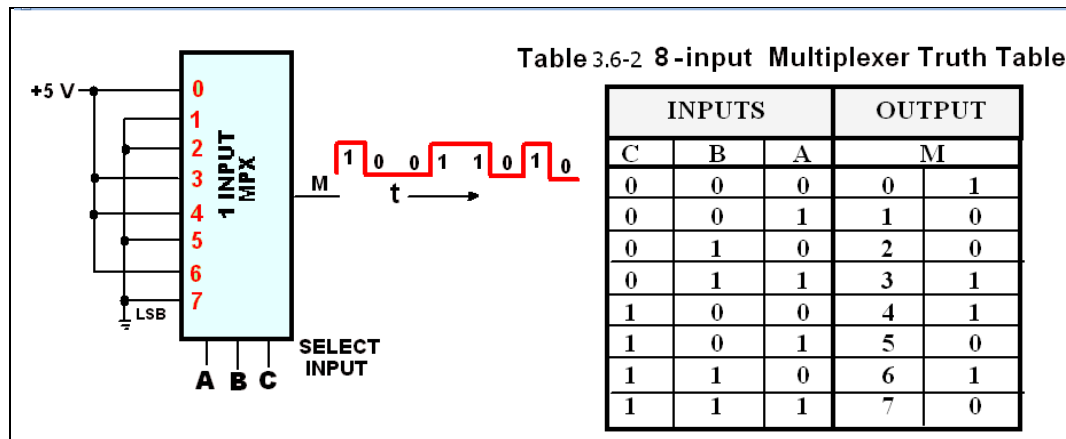 Table 3.6-2 8-input Multiplexer Truth Table
+5 V
0
1
2
3
4
5
6
7
1 INPUT
MPX
LSB
A B C
SELECT
INPUT
M
1 0 0 1 1 0 1 0
t
INPUTS OUTPUT
C B A M
0 0 0 0 1
0 0 1 1 0
0 1 0 2 0
0 1 1 3 1
1 0 0 4 1
1 0 1 5 0
1 1 0 6 1
1 1 1 7 0